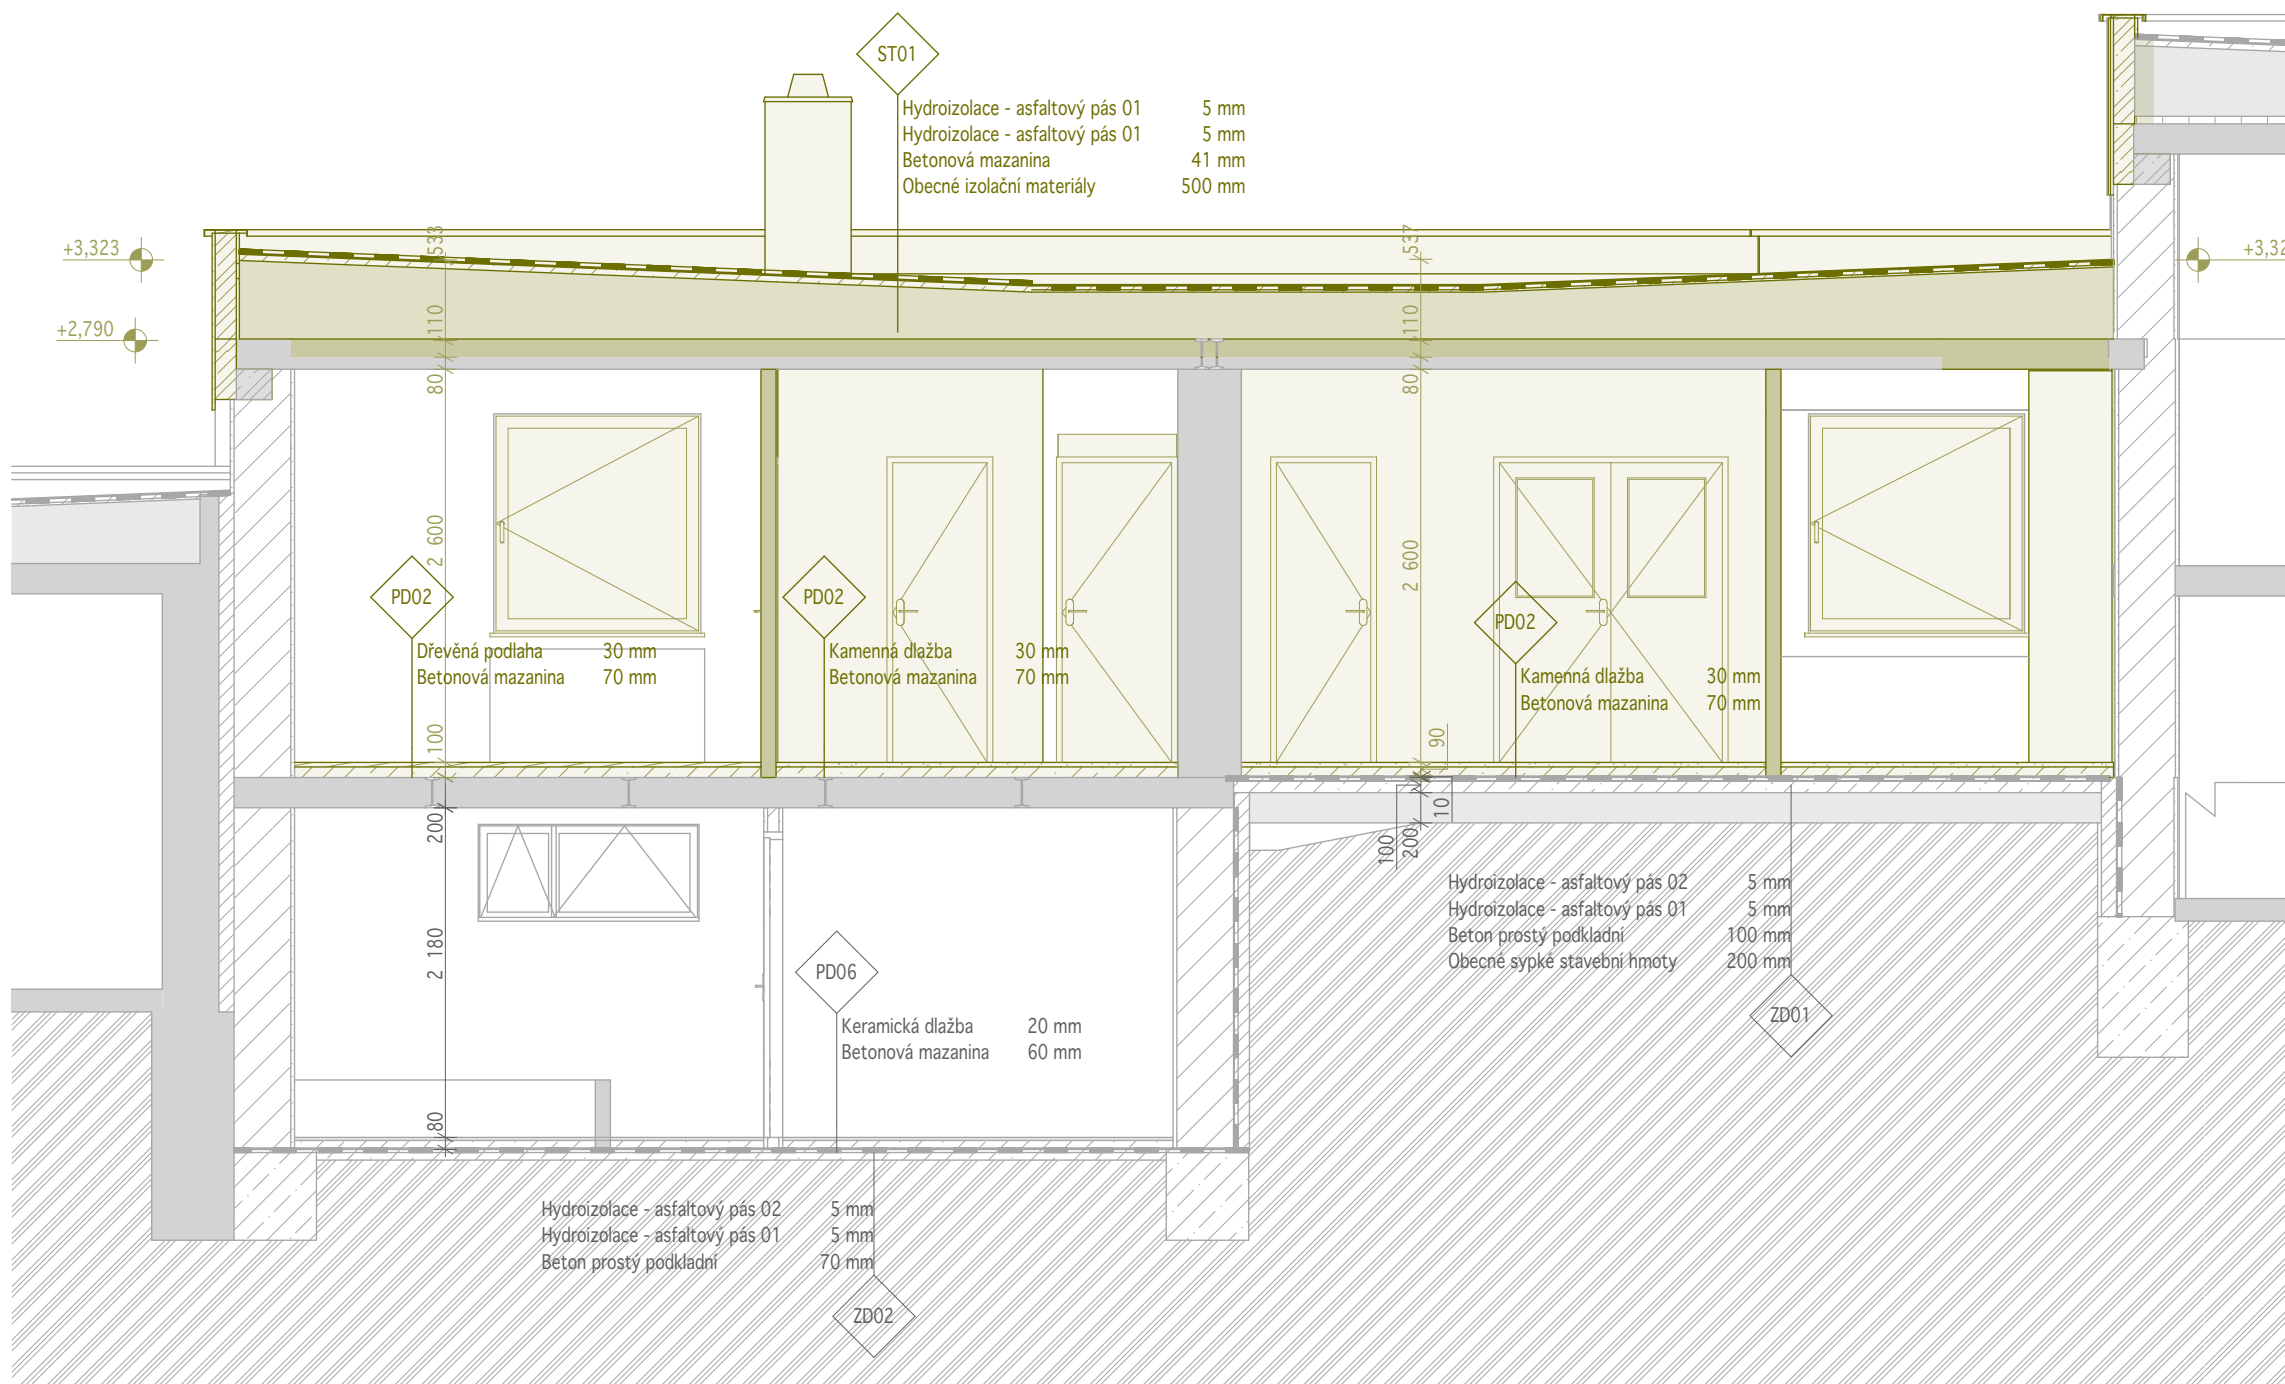 ST01
Hydroizolace - asfaltový pás 01 5 mm
Hydroizolace - asfaltový pás 01 5 mm
Betonová mazanina 41 mm
Obecné izolační materiály 500 mm
+3,323
533
537
+2,790
110
110
80
80
2 600
2 600
PD02
Dřevěná podlaha 30 mm
Betonová mazanina 70 mm
PD02
Kamenná dlažba 30 mm
Betonová mazanina 70 mm
PD02
Kamenná dlažba 30 mm
Betonová mazanina 70 mm
100
90
200
10
100
200
Hydroizolace - asfaltový pás 02 5 mm
Hydroizolace - asfaltový pás 01 5 mm
Beton prostý podkladní 100 mm
Obecné sypké stavební hmoty 200 mm
ZD01
2 180
PD06
Keramická dlažba 20 mm
Betonová mazanina 60 mm
80
Hydroizolace - asfaltový pás 02 5 mm
Hydroizolace - asfaltový pás 01 5 mm
Beton prostý podkladní 70 mm
ZD02